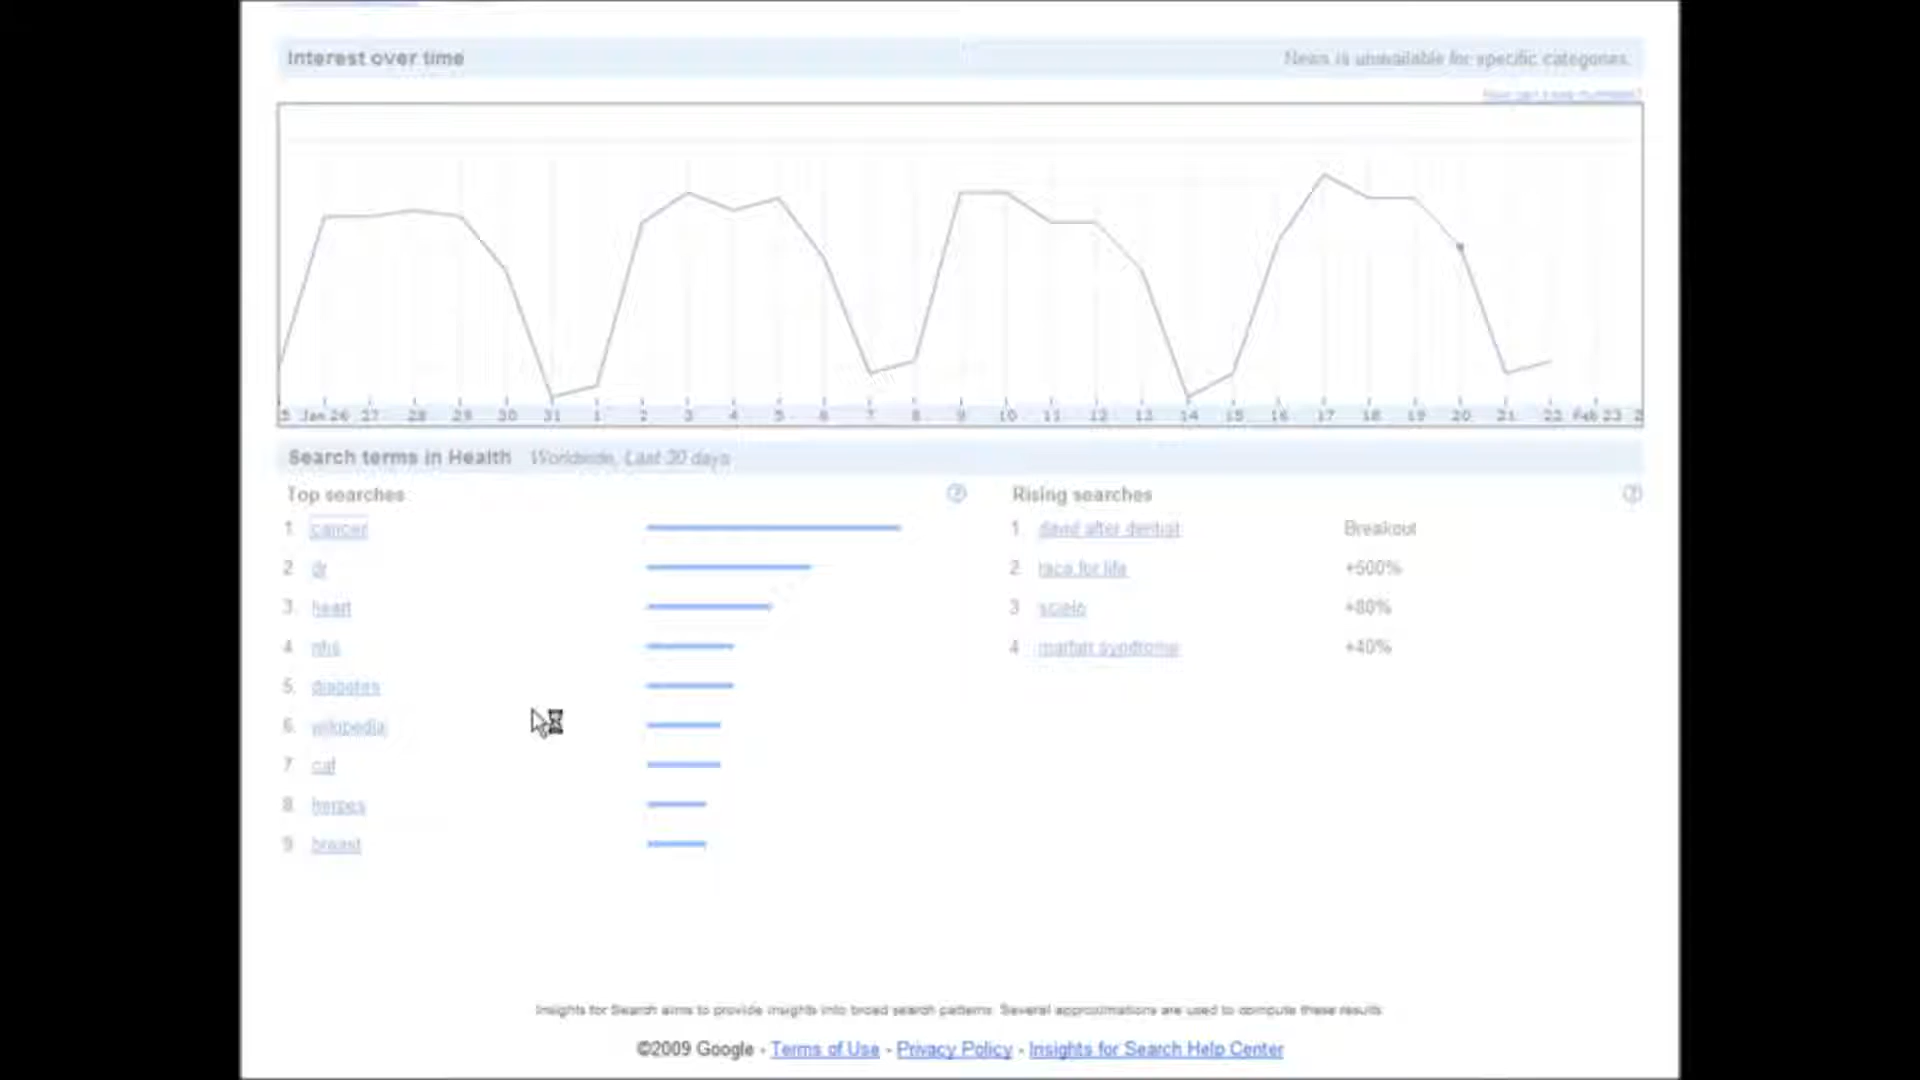 Interest over time
News is unavailable for specific categories.
Jan 26 27 28 29 30 31 1 2 3 4 5 6 7 8 9 10 11 12 13 14 15 16 17 18 19 20 21 22 Feb 23
Search terms in Health Worldwide, Last 30 days
Top searches
Rising searches
1. cancer
1. david after dentist Breakout
2. dr
2. race for life +500%
3. heart
3. scielo +80%
4. nhs
4. marfan syndrome +40%
5. diabetes
6. wikipedia
7. cat
8. herpes
9. breast
Insights for Search aims to provide insights into broad search patterns. Several approximations are used to compute these results.
©2009 Google - Terms of Use - Privacy Policy - Insights for Search Help Center